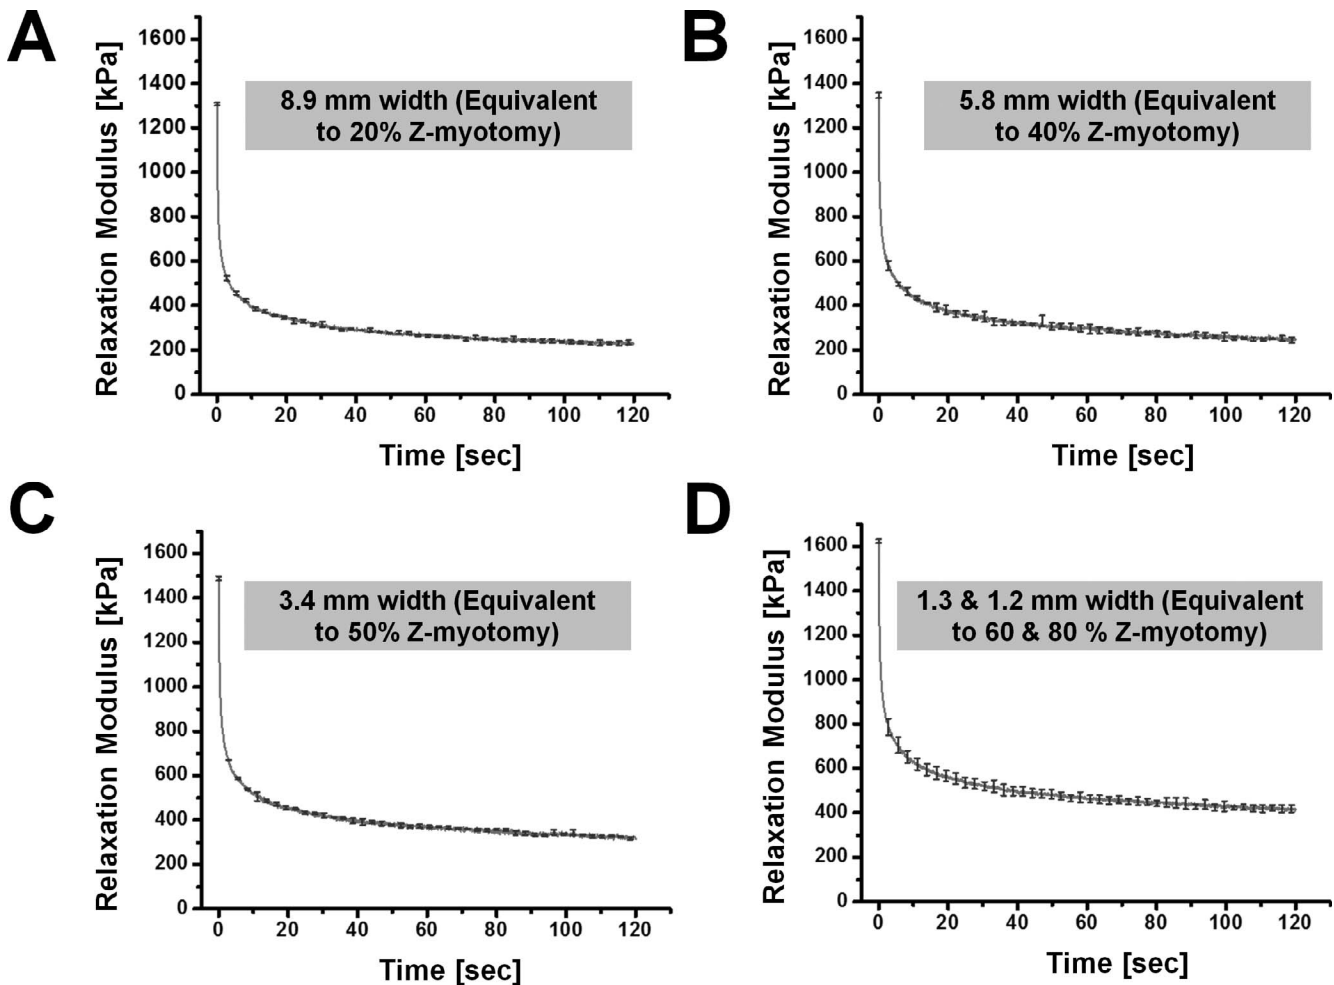 A
Relaxation Modulus [kPa]
1600
1400
1200
1000
800
600
400
200
0
8.9 mm width (Equivalent
to 20% Z-myotomy)
0 20 40 60 80 100 120
Time [sec]
B
Relaxation Modulus [kPa]
1600
1400
1200
1000
800
600
400
200
0
5.8 mm width (Equivalent
to 40% Z-myotomy)
0 20 40 60 80 100 120
Time [sec]
C
Relaxation Modulus [kPa]
1600
1400
1200
1000
800
600
400
200
0
3.4 mm width (Equivalent
to 50% Z-myotomy)
0 20 40 60 80 100 120
Time [sec]
D
Relaxation Modulus [kPa]
1600
1400
1200
1000
800
600
400
200
0
1.3 & 1.2 mm width (Equivalent
to 60 & 80 % Z-myotomy)
0 20 40 60 80 100 120
Time [sec]